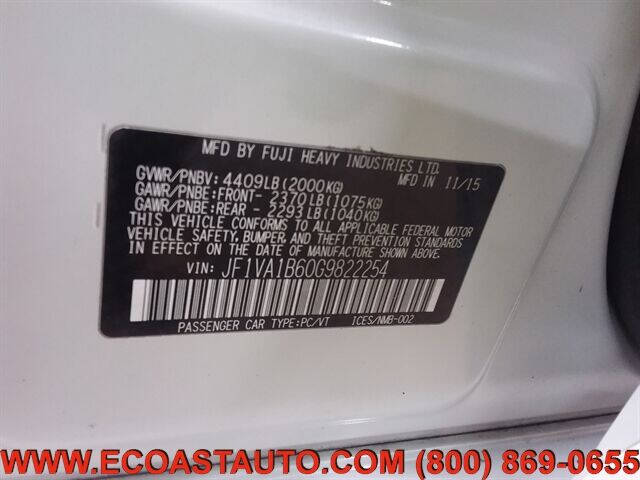 MFD BY FUJI HEAVY INDUSTRIES LTD.
GVWR/PNBV: 4409LB(2000KG) MFD IN 11/15
GAWR/PNBE:FRONT- 2370LB(1075KG)
GAWR/PNBE:REAR - 2293LB(1040KG)
THIS VEHICLE CONFORMS TO ALL APPLICABLE FEDERAL MOTOR
VEHICLE SAFETY, BUMPER, AND THEFT PREVENTION STANDARDS
IN EFFECT ON THE DATE OF MANUFACTURE SHOWN ABOVE.
VIN: JF1VA1B60G9822254
PASSENGER CAR TYPE:PC/VT ICES/NMB-002
WWW.ECOASTAUTO.COM (800) 869-0655